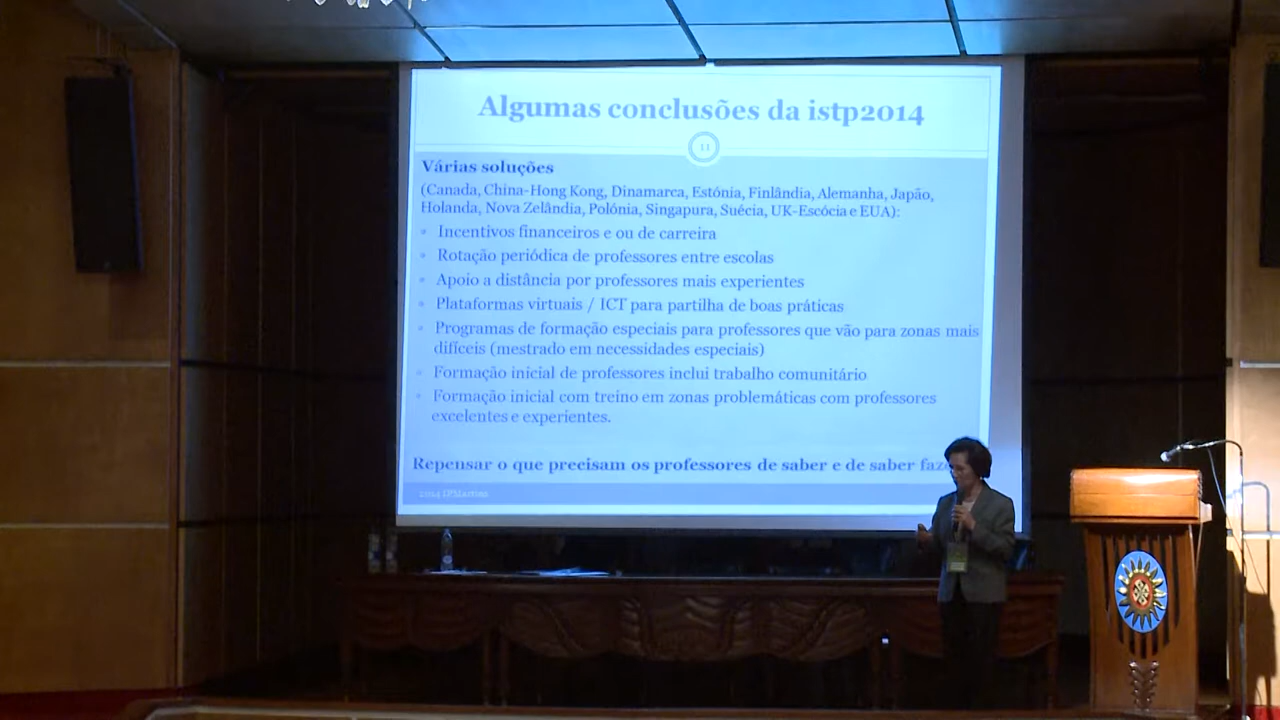 Algumas conclusões da istp2014
11
Várias soluções
(Canada, China-Hong Kong, Dinamarca, Estónia, Finlândia, Alemanha, Japão,
Holanda, Nova Zelândia, Polónia, Singapura, Suécia, UK-Escócia e EUA):
• Incentivos financeiros e ou de carreira
• Rotação periódica de professores entre escolas
• Apoio a distância por professores mais experientes
• Plataformas virtuais / ICT para partilha de boas práticas
• Programas de formação especiais para professores que vão para zonas mais
difíceis (mestrado em necessidades especiais)
• Formação inicial de professores inclui trabalho comunitário
• Formação inicial com treino em zonas problemáticas com professores
excelentes e experientes.
Repensar o que precisam os professores de saber e de saber faze
2014